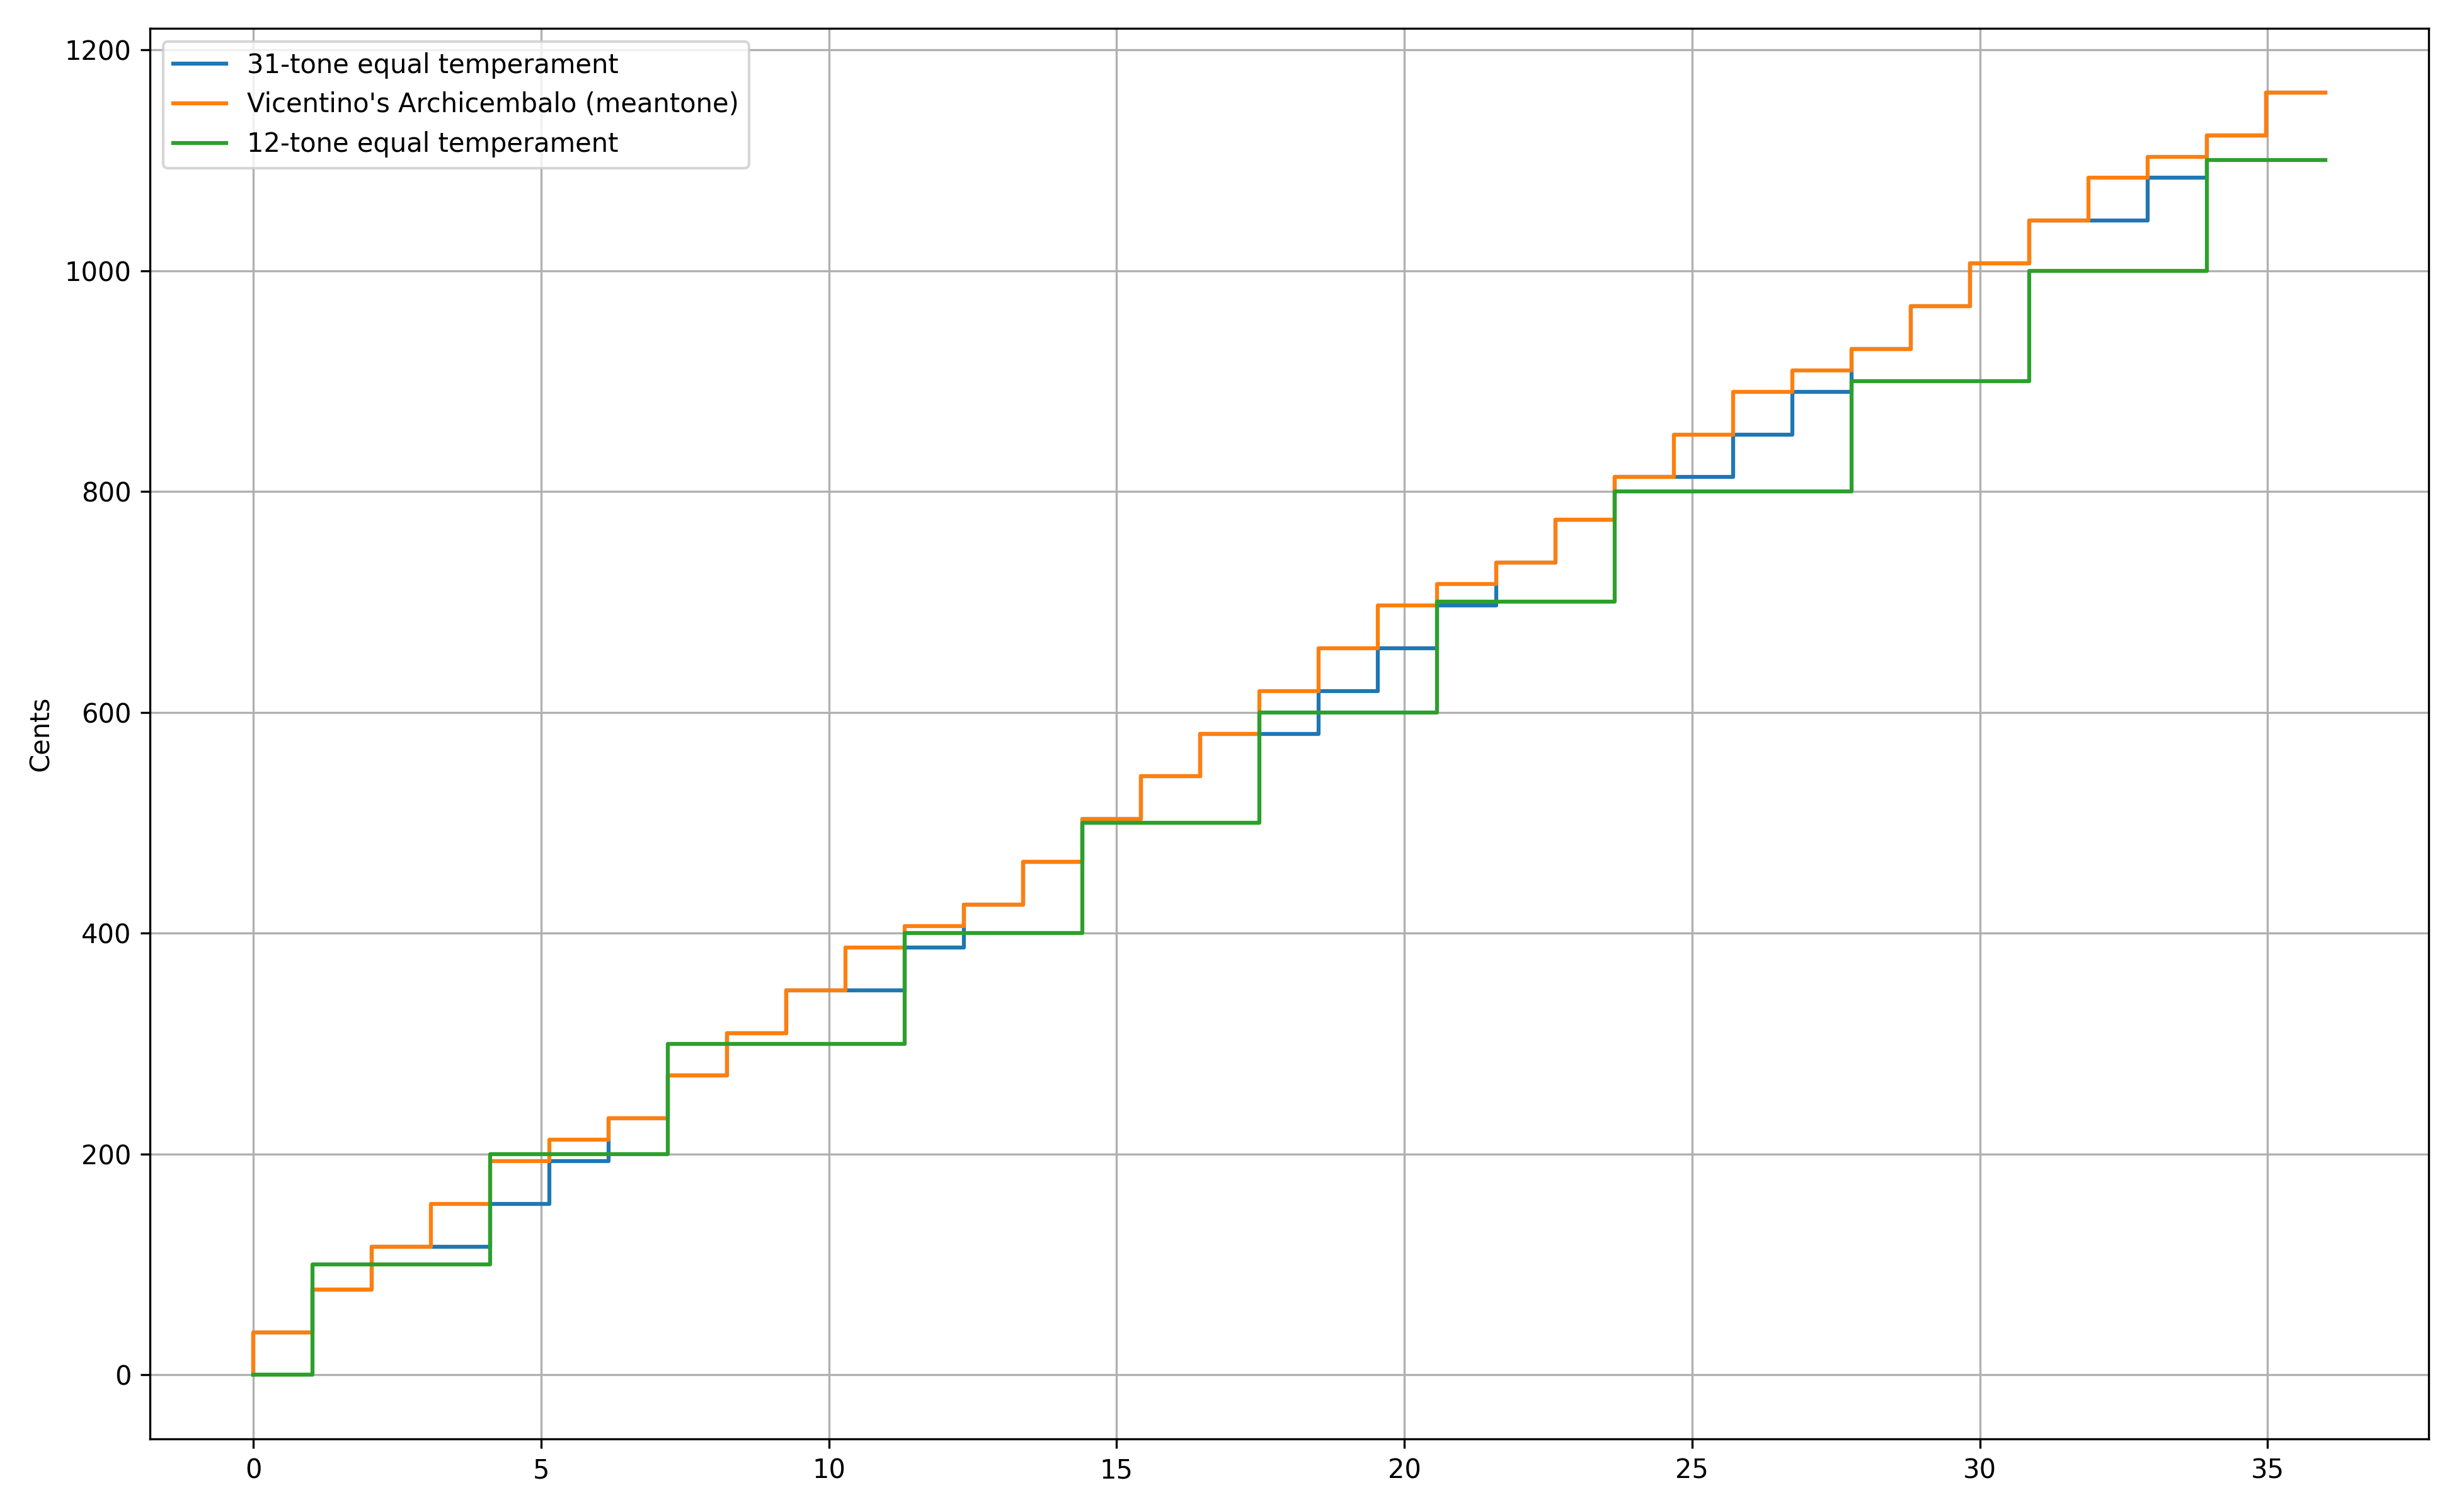 31-tone equal temperament
Vicentino's Archicembalo (meantone)
12-tone equal temperament
1200
1000
800
600
400
200
0
Cents
0 5 10 15 20 25 30 35